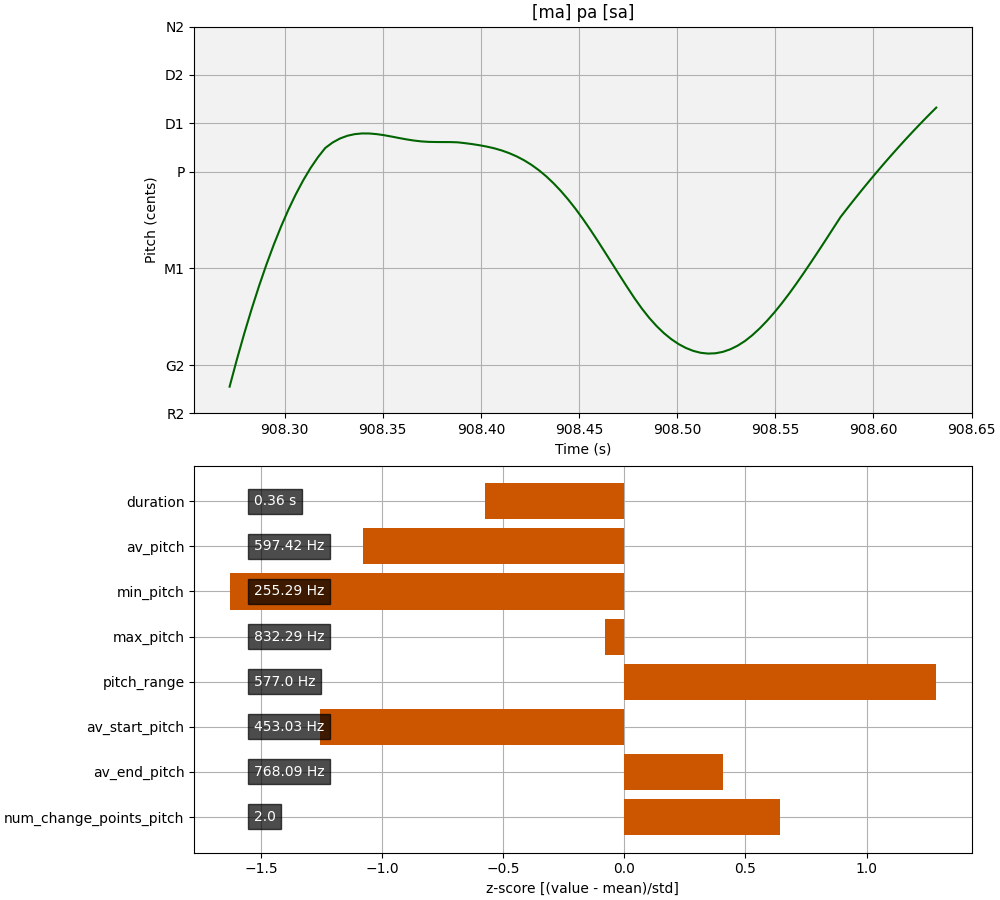 [ma] pa [sa]
N2
D2
D1
P
M1
G2
R2
Pitch (cents)
908.30 908.35 908.40 908.45 908.50 908.55 908.60 908.65
Time (s)
duration 0.36 s
av_pitch 597.42 Hz
min_pitch 255.29 Hz
max_pitch 832.29 Hz
pitch_range 577.0 Hz
av_start_pitch 453.03 Hz
av_end_pitch 768.09 Hz
num_change_points_pitch 2.0
−1.5 −1.0 −0.5 0.0 0.5 1.0
z-score [(value - mean)/std]